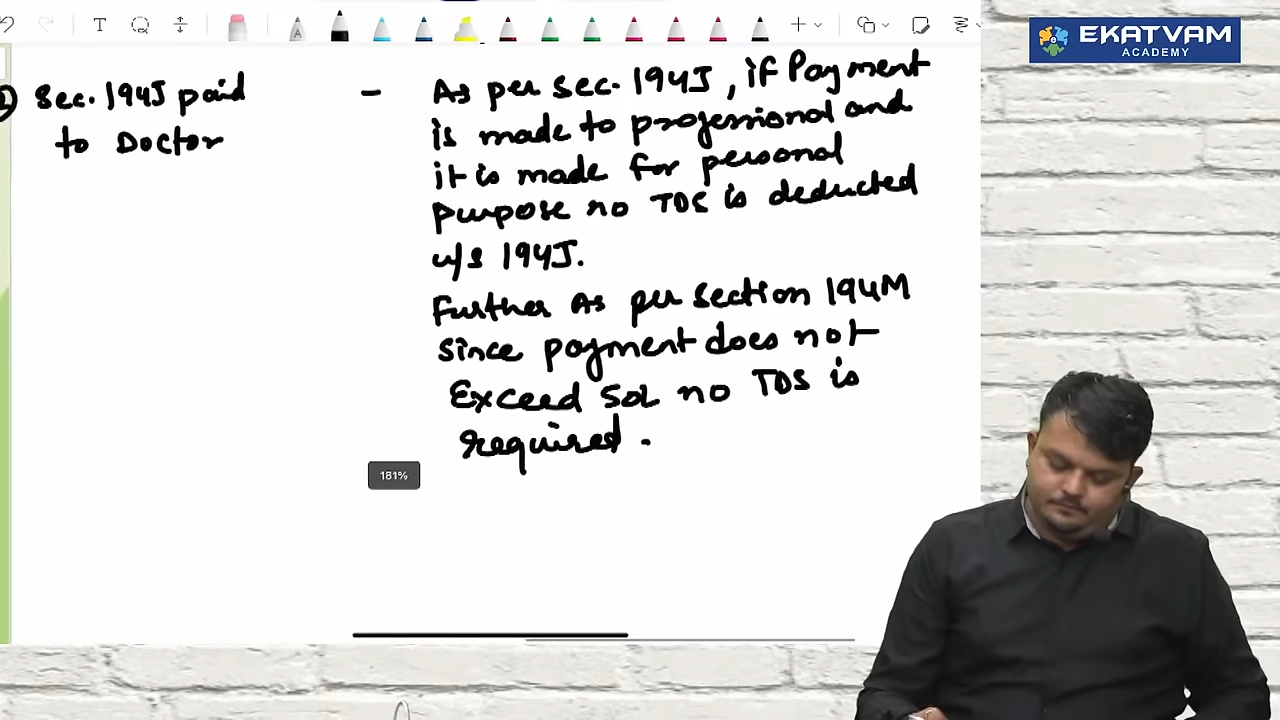 EKATVAM
ACADEMY
Sec. 194J paid
to Doctor
- As per sec. 194J, if Payment
is made to professional and
it is made for personal
purpose no TDS is deducted
u/s 194J.
Further As per section 194M
since payment does not
Exceed 50L no TDS is
required.
181%